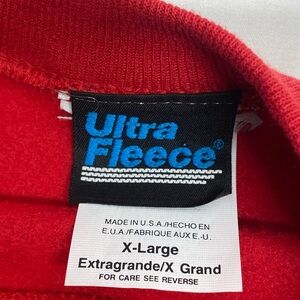 Ultra
Fleece®
MADE IN U.S.A./HECHO EN
E.U.A./FABRIQUE AUX E.-U.
X-Large
Extragrande/X Grand
FOR CARE SEE REVERSE